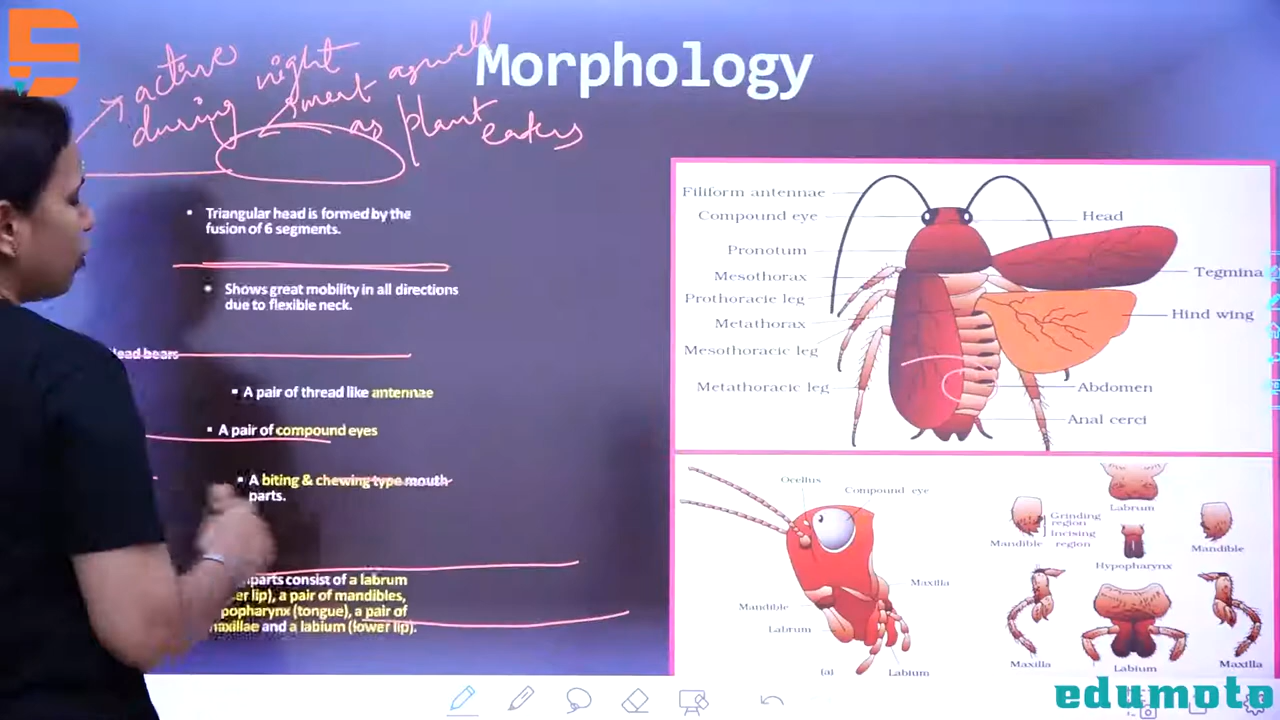 Morphology
active
during night
smeat aswell
as plant
eaters
Triangular head is formed by the
fusion of 6 segments.
Shows great mobility in all directions
due to flexible neck.
Head bears
A pair of thread like antennae
A pair of compound eyes
A biting & chewing type mouth
parts.
parts consist of a labrum
er lip), a pair of mandibles,
popharynx (tongue), a pair of
maxillae and a labium (lower lip).
Filiform antennae
Compound eye
Head
Pronotum
Mesothorax
Tegmina
Prothoracic leg
Hind wing
Metathorax
Mesothoracic leg
Metathoracic leg
Abdomen
Anal cerci
Ocellus
Compound eye
Maxilla
Mandible
Labrum
Labium
(a)
Labrum
Grinding
region
Incising
region
Mandible
Mandible
Hypopharynx
Maxilla
Labium
Maxilla
edumoto